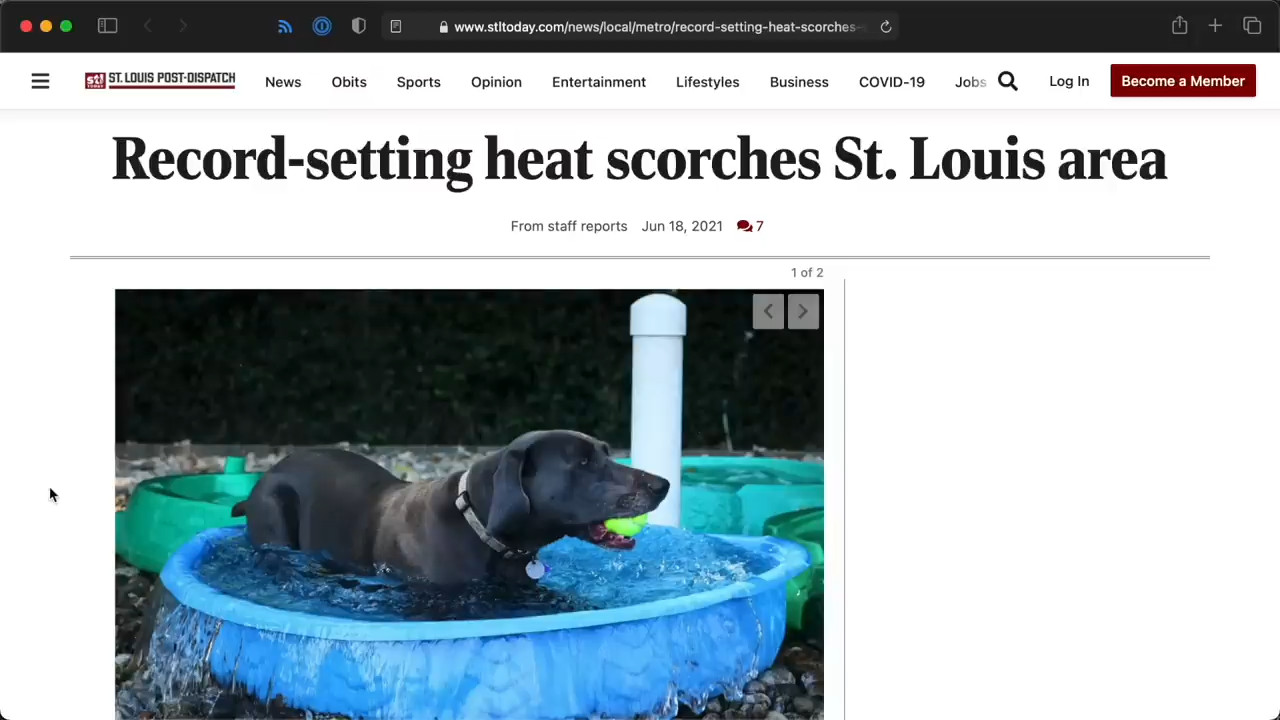 www.stltoday.com/news/local/metro/record-setting-heat-scorches-
stl TODAY ST. LOUIS POST-DISPATCH News Obits Sports Opinion Entertainment Lifestyles Business COVID-19 Jobs Log In Become a Member
Record-setting heat scorches St. Louis area
From staff reports Jun 18, 2021 7
1 of 2